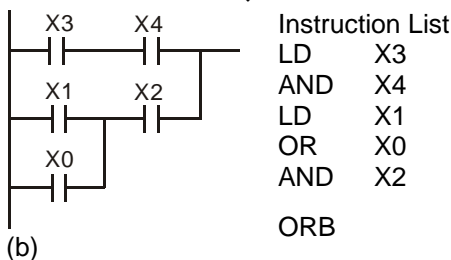 X3 X4
X1 X2
X0
(b)
Instruction List
LD X3
AND X4
LD X1
OR X0
AND X2
ORB